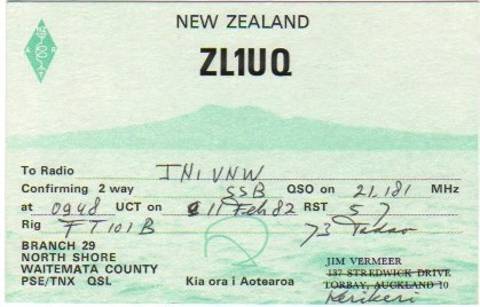 NEW ZEALAND
ZL1UQ
To Radio
Confirming 2 way SSB QSO on 21.181 MHz
at 0948 UCT on 11 Feb 82 RST 57
Rig FT101B 73
BRANCH 29
NORTH SHORE
WAITEMATA COUNTY
PSE/TNX QSL
Kia ora i Aotearoa
JIM VERMEER
137 STREDWICK DRIVE
TORBAY, AUCKLAND 10
Kerikeri